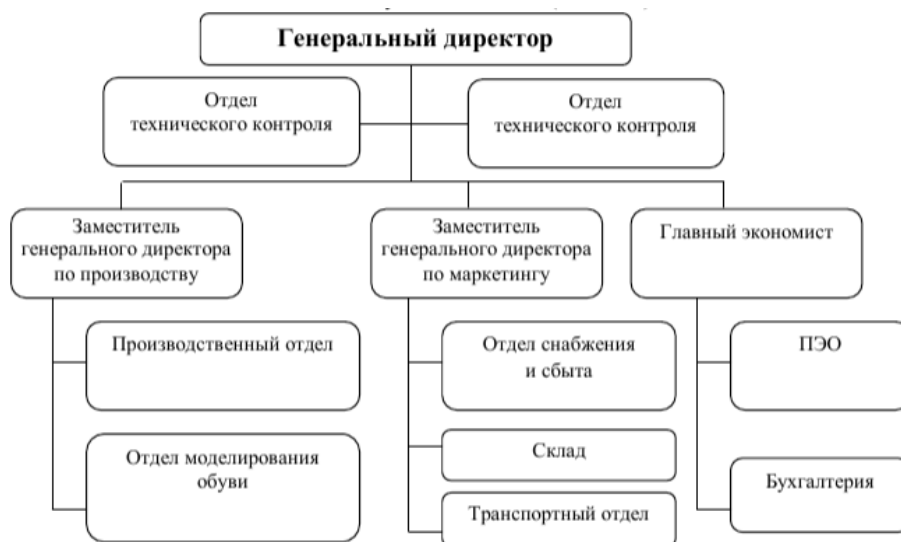 Генеральный директор
Отдел
технического контроля
Отдел
технического контроля
Заместитель
генерального директора
по производству
Заместитель
генерального директора
по маркетингу
Главный экономист
Производственный отдел
Отдел снабжения
и сбыта
ПЭО
Отдел моделирования
обуви
Склад
Бухгалтерия
Транспортный отдел